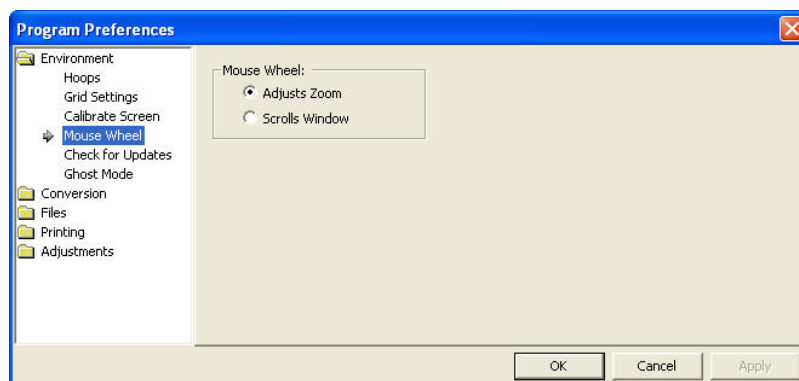 Program Preferences
Environment
Hoops
Grid Settings
Calibrate Screen
Mouse Wheel
Check for Updates
Ghost Mode
Conversion
Files
Printing
Adjustments
Mouse Wheel:
Adjusts Zoom
Scrolls Window
OK Cancel Apply